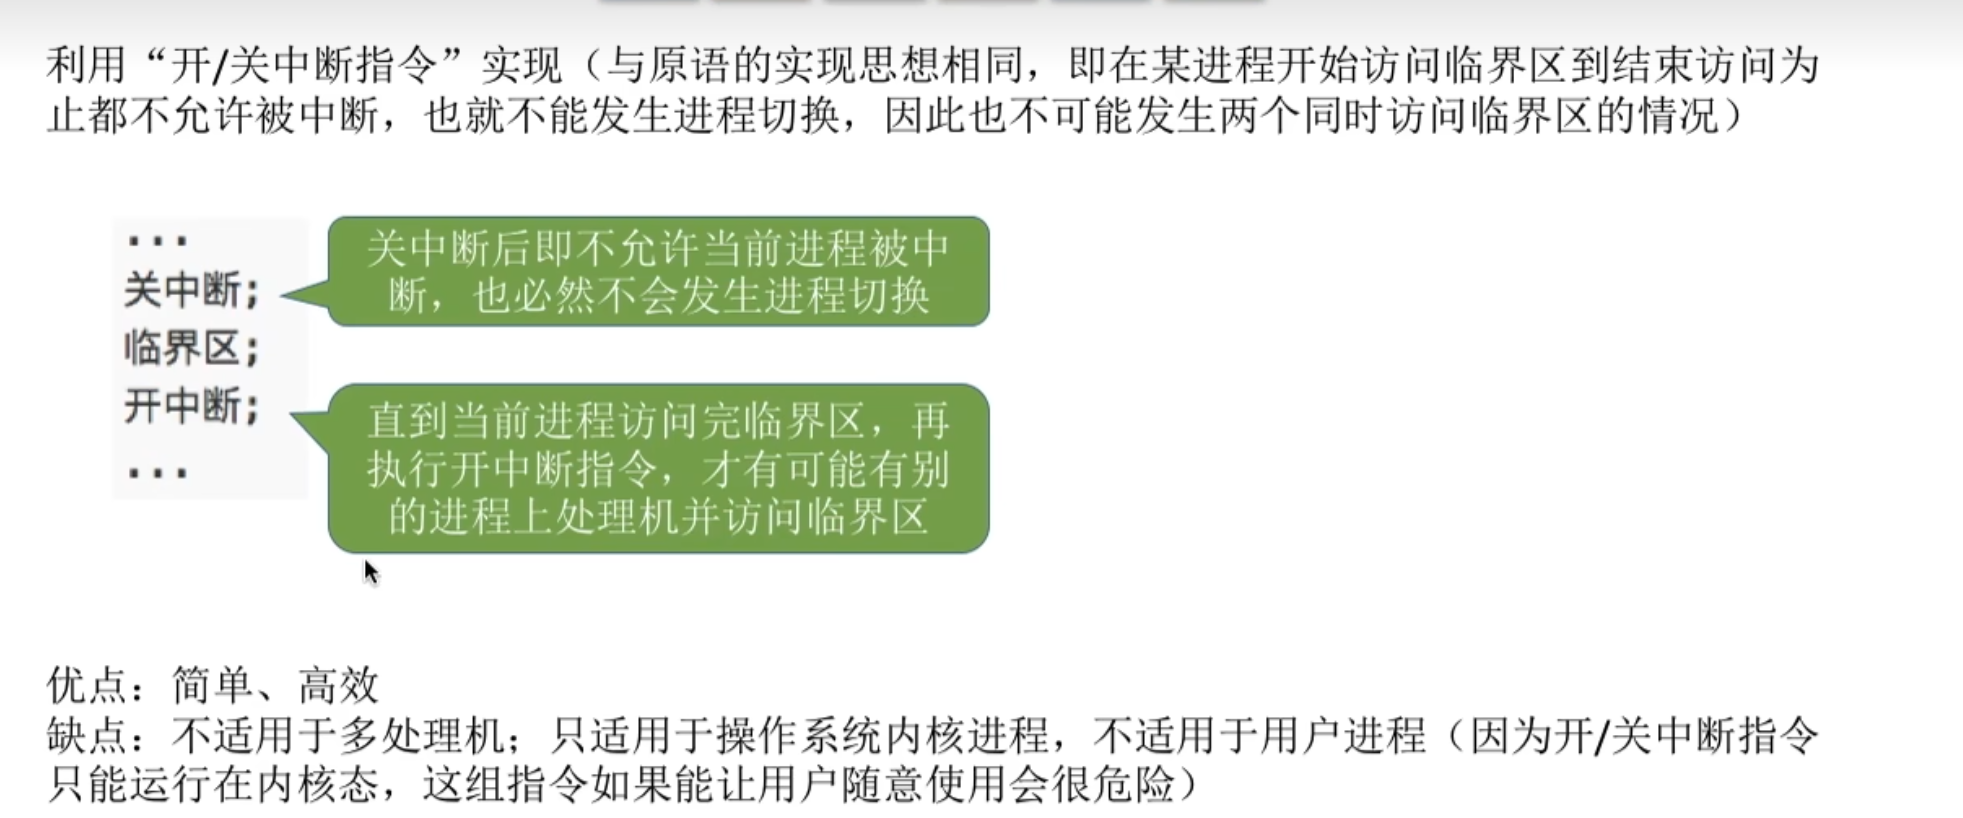 利用“开/关中断指令”实现（与原语的实现思想相同，即在某进程开始访问临界区到结束访问为
止都不允许被中断，也就不能发生进程切换，因此也不可能发生两个同时访问临界区的情况）
...
关中断;
临界区;
开中断;
...
关中断后即不允许当前进程被中
断，也必然不会发生进程切换
直到当前进程访问完临界区，再
执行开中断指令，才有可能有别
的进程上处理机并访问临界区
优点：简单、高效
缺点：不适用于多处理机；只适用于操作系统内核进程，不适用于用户进程（因为开/关中断指令
只能运行在内核态，这组指令如果能让用户随意使用会很危险）